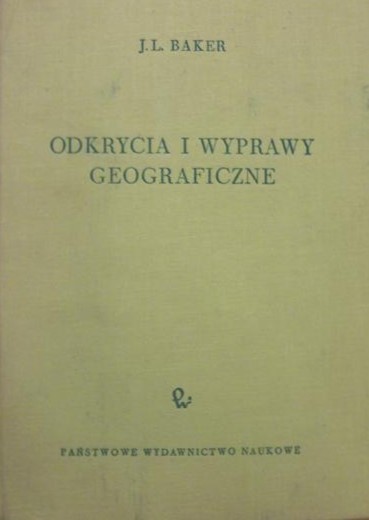 J.L. BAKER
ODKRYCIA I WYPRAWY
GEOGRAFICZNE
PAŃSTWOWE WYDAWNICTWO NAUKOWE